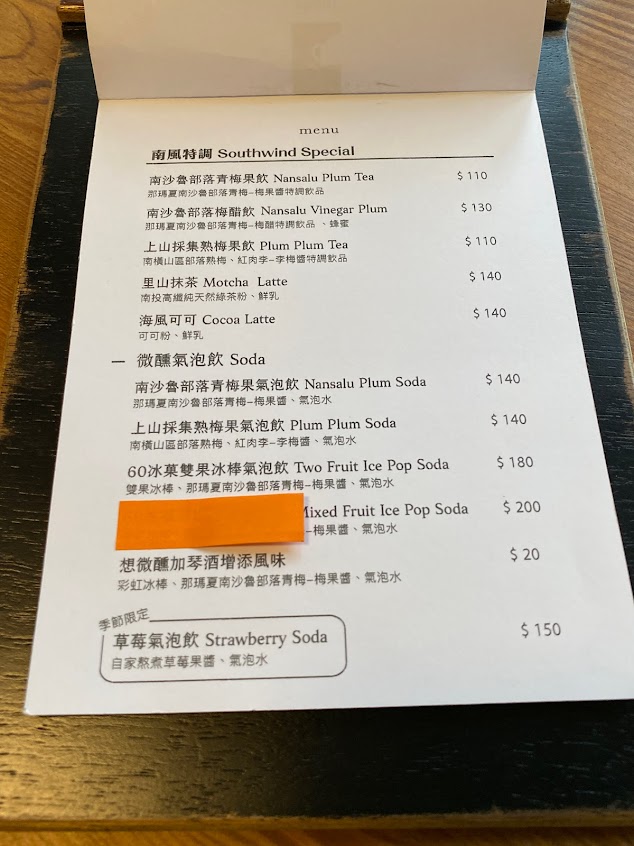 menu
南風特調 Southwind Special
南沙魯部落青梅果飲 Nansalu Plum Tea $110
那瑪夏南沙魯部落青梅–梅果醬特調飲品
南沙魯部落梅醋飲 Nansalu Vinegar Plum $130
那瑪夏南沙魯部落青梅–梅醋特調飲品、蜂蜜
上山採集熟梅果飲 Plum Plum Tea $110
南橫山區部落熟梅、紅肉李–李梅醬特調飲品
里山抹茶 Motcha Latte $140
南投高纖純天然綠茶粉、鮮乳
海風可可 Cocoa Latte $140
可可粉、鮮乳
— 微醺氣泡飲 Soda
南沙魯部落青梅果氣泡飲 Nansalu Plum Soda $140
那瑪夏南沙魯部落青梅–梅果醬、氣泡水
上山採集熟梅果氣泡飲 Plum Plum Soda $140
南橫山區部落熟梅、紅肉李–李梅醬、氣泡水
60冰菓雙果冰棒氣泡飲 Two Fruit Ice Pop Soda $180
雙果冰棒、那瑪夏南沙魯部落青梅–梅果醬、氣泡水
Mixed Fruit Ice Pop Soda $200
–梅果醬、氣泡水
想微醺加琴酒增添風味 $20
彩虹冰棒、那瑪夏南沙魯部落青梅–梅果醬、氣泡水
季節限定
草莓氣泡飲 Strawberry Soda $150
自家熬煮草莓果醬、氣泡水